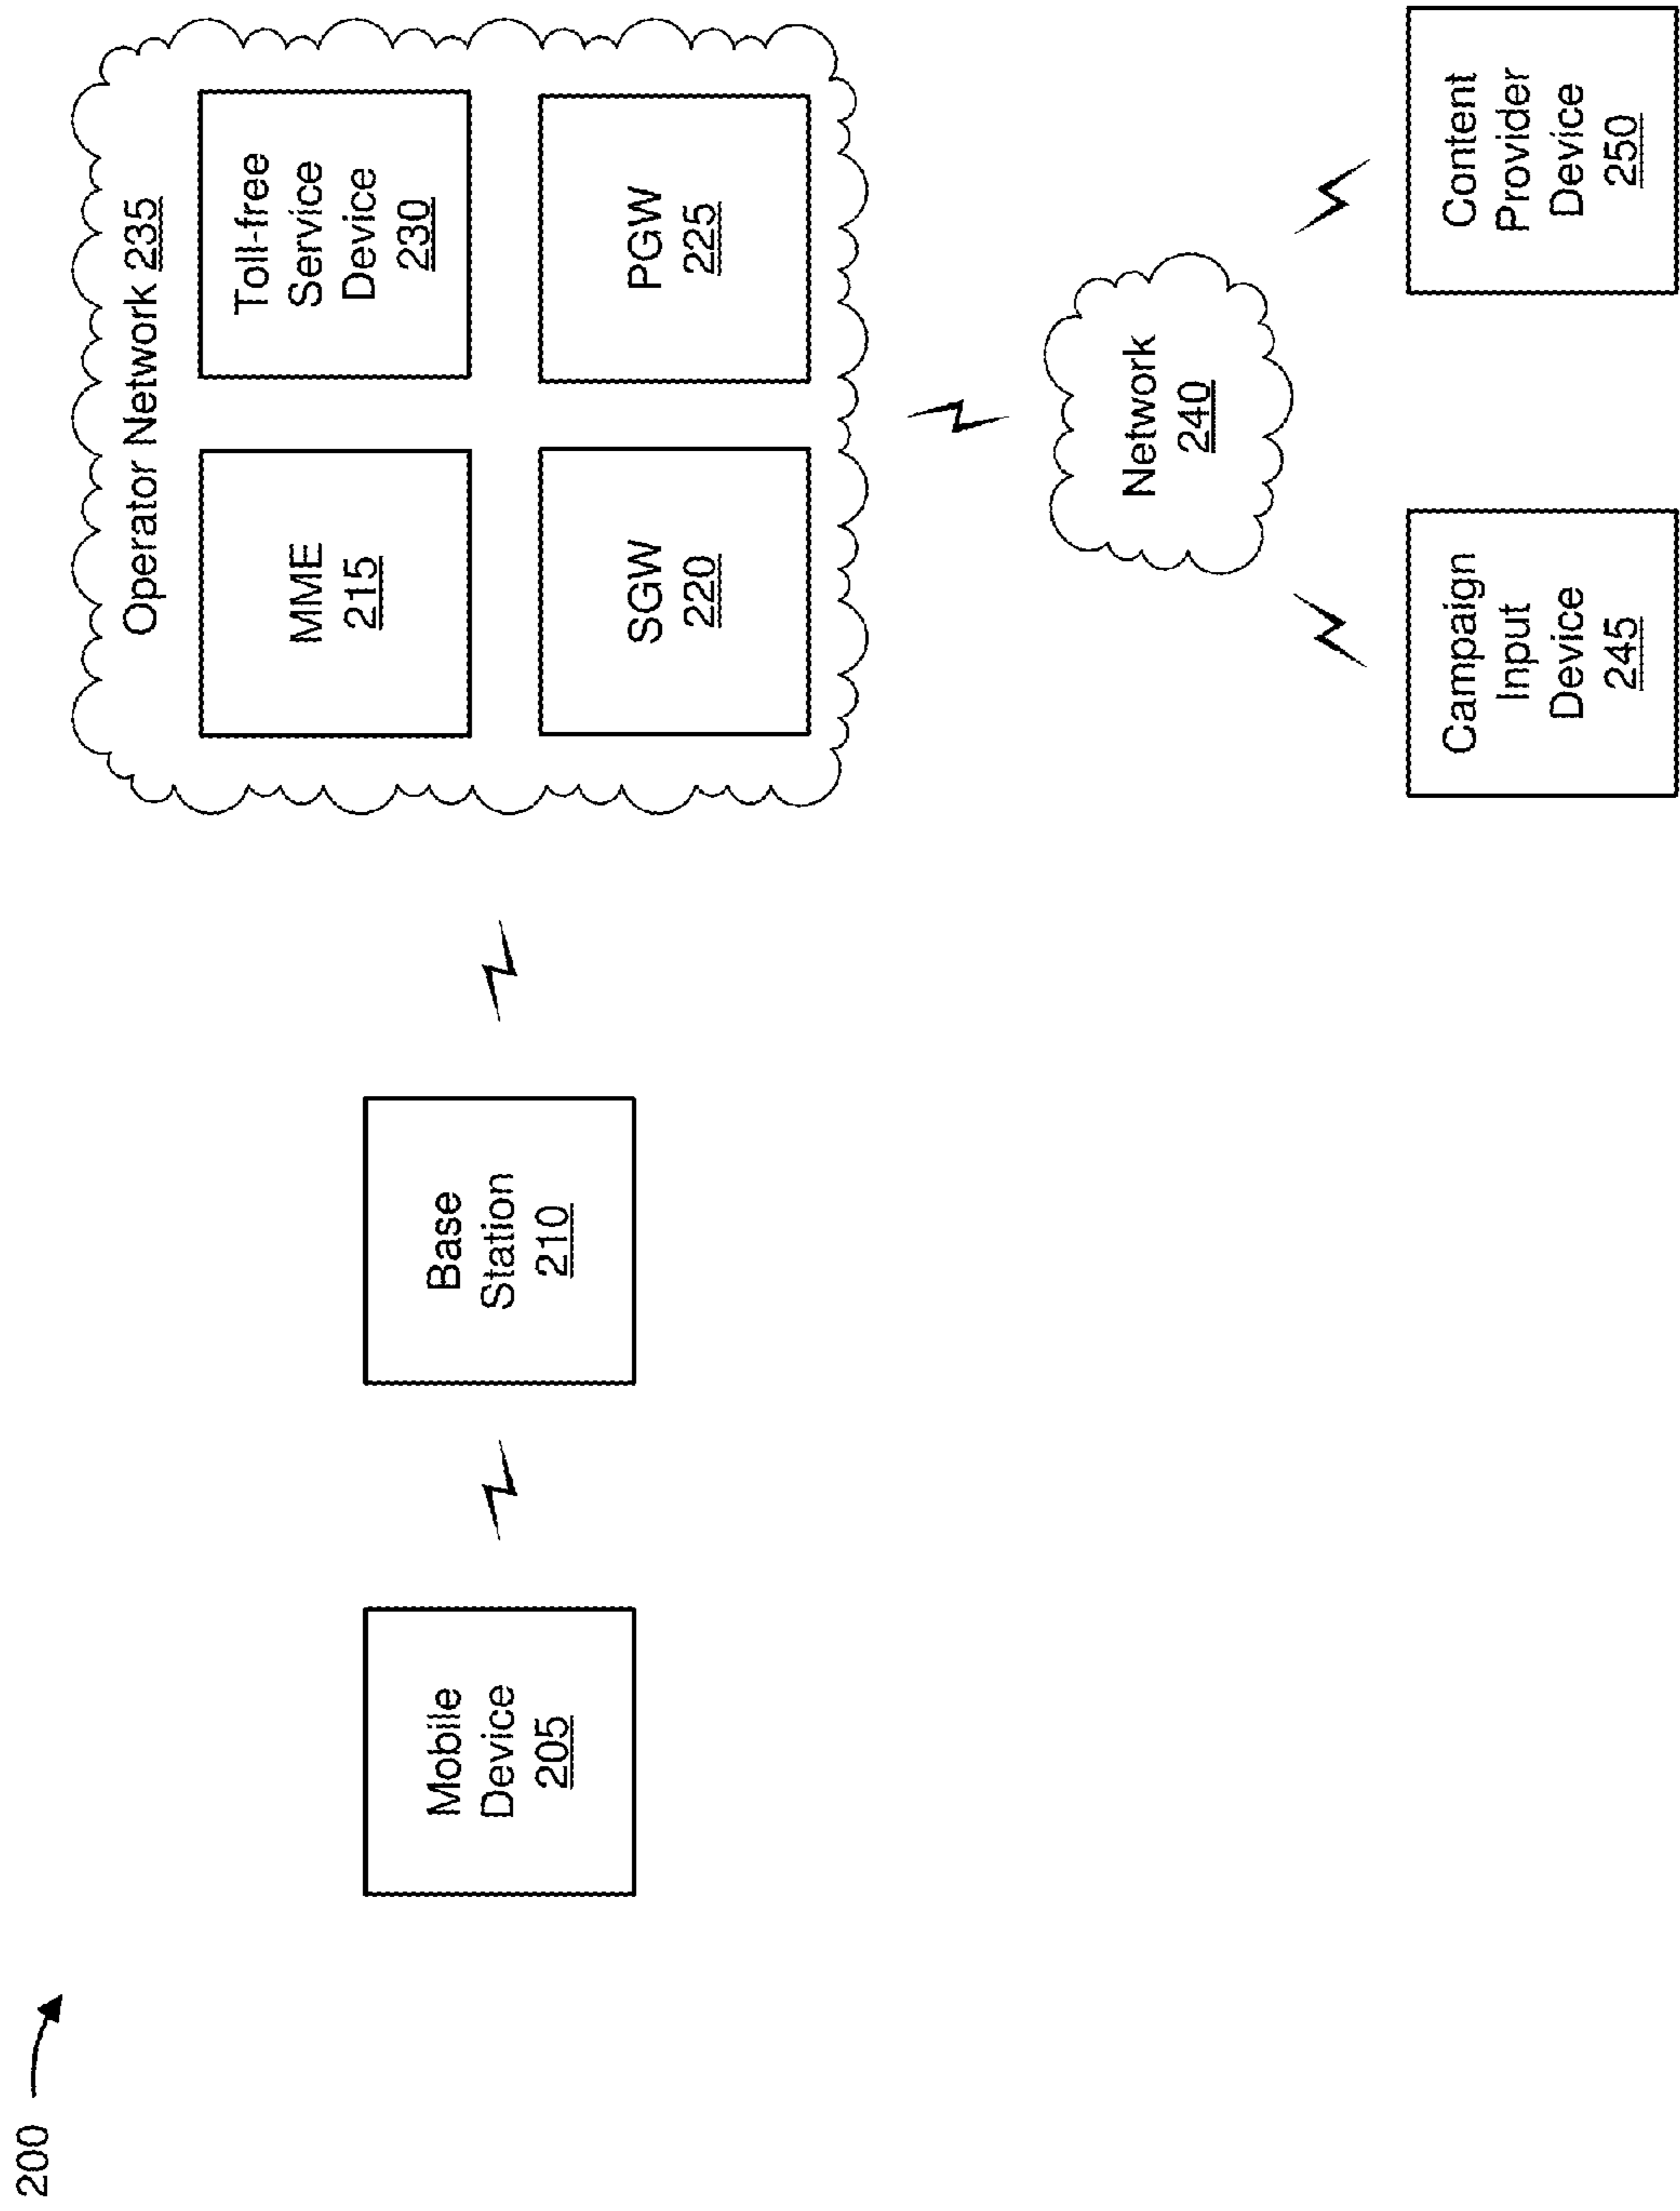 200
Operator Network 235
MME
215
Toll-free
Service
Device
230
SGW
220
PGW
225
Mobile
Device
205
Base
Station
210
Network
240
Campaign
Input
Device
245
Content
Provider
Device
250